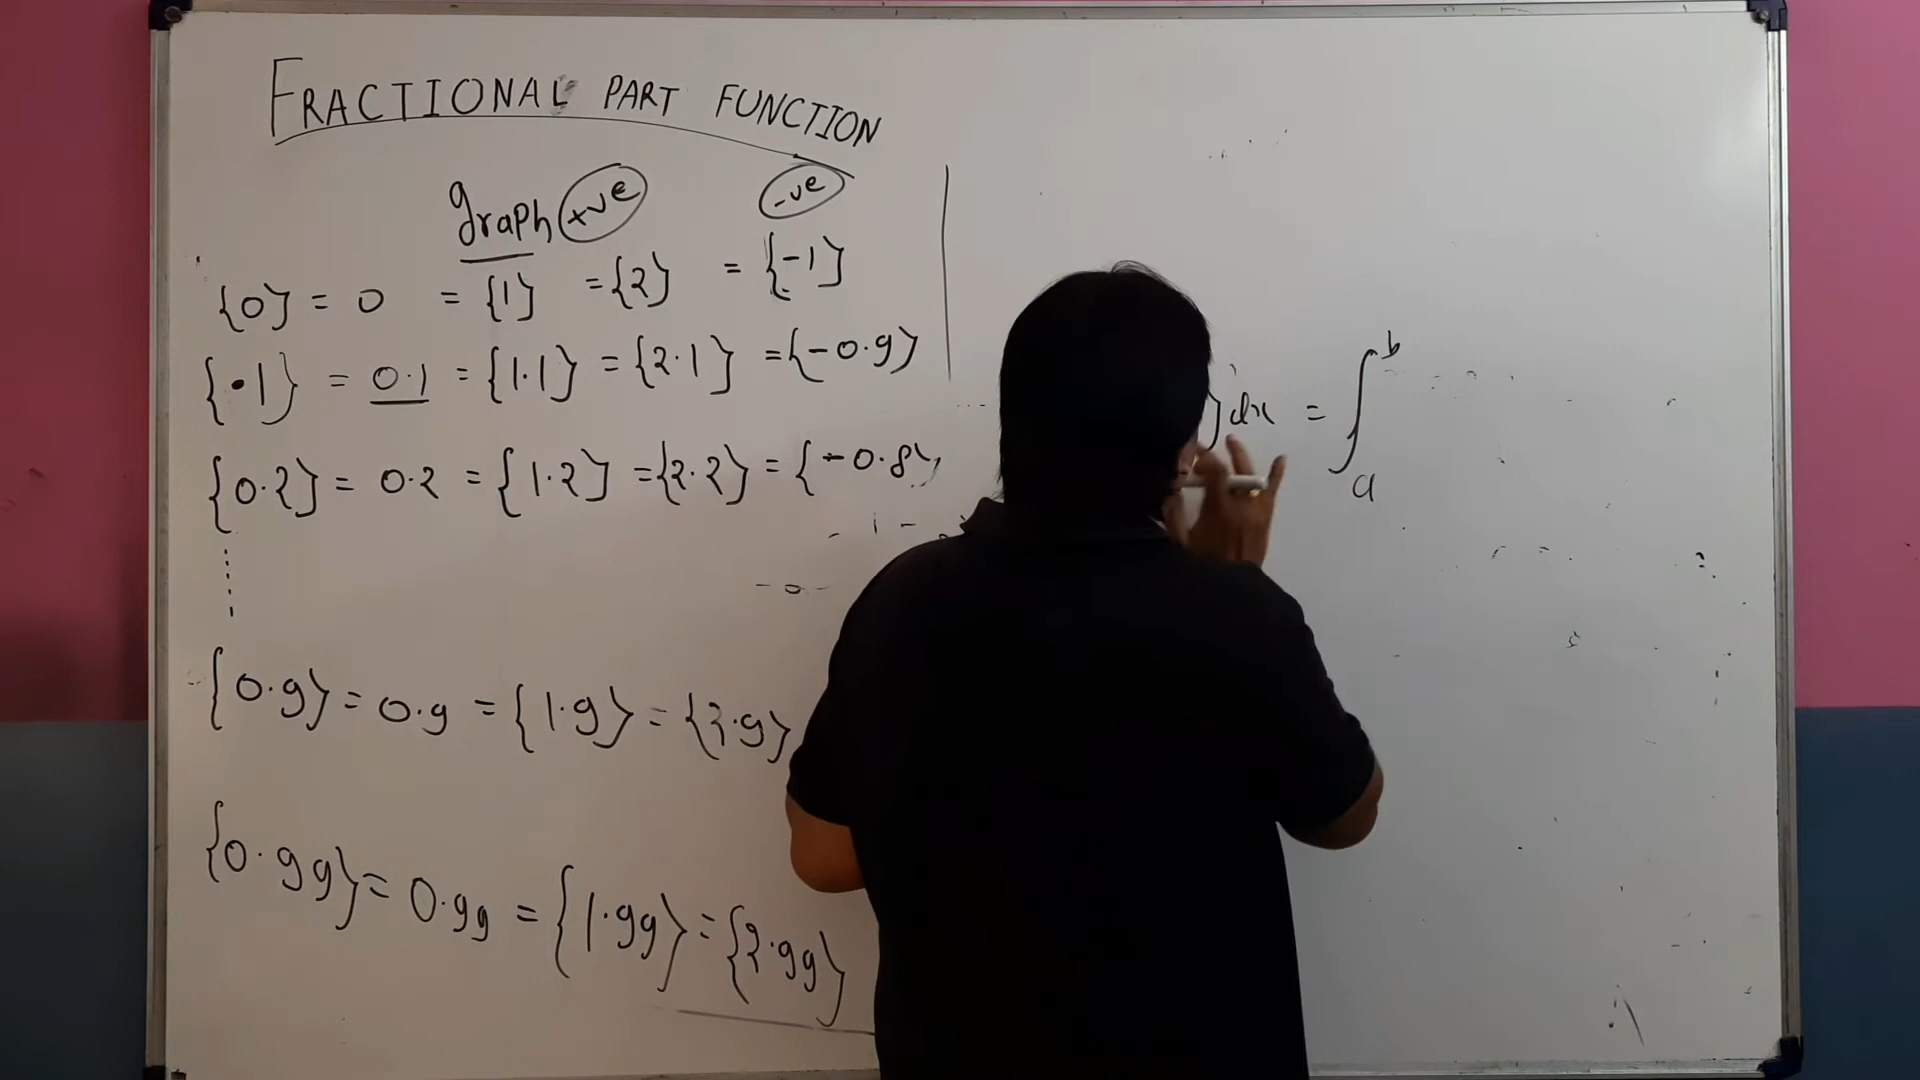 FRACTIONAL PART FUNCTION
graph +ve -ve
{0} = 0 = {1} = {2} = {-1}
{.1} = 0.1 = {1.1} = {2.1} = {-0.9}
{0.2} = 0.2 = {1.2} = {2.2} = {-0.8}
{0.9} = 0.9 = {1.9} = {2.9}
{0.99} = 0.99 = {1.99} = {2.99}
} dx = ∫ b a